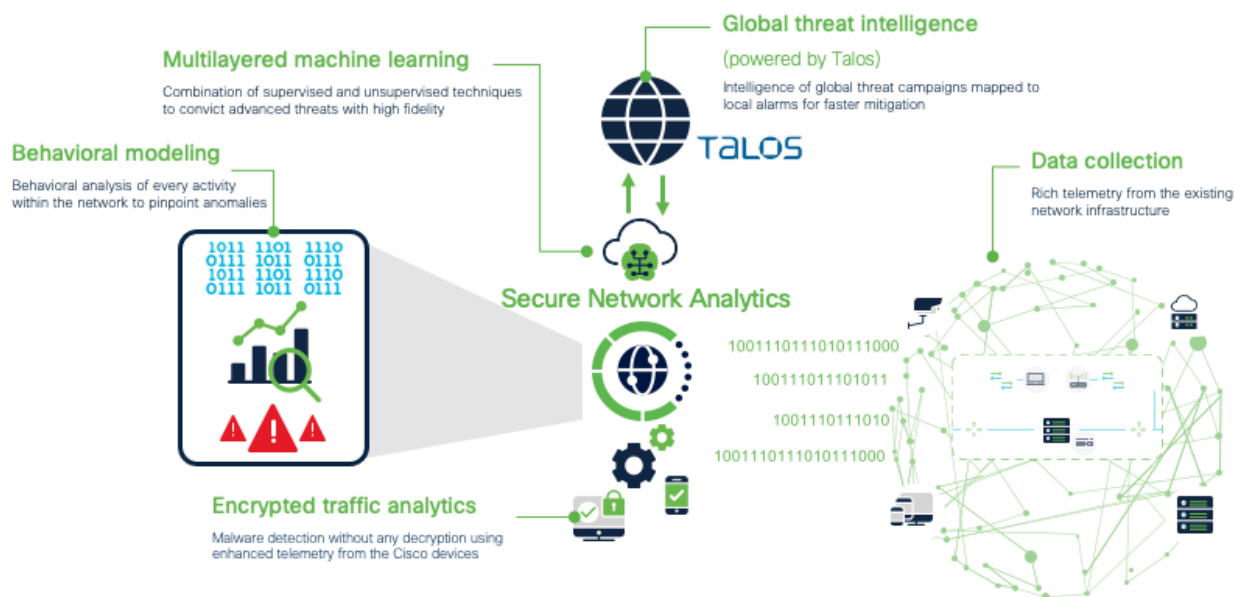 Global threat intelligence
(powered by Talos)
Intelligence of global threat campaigns mapped to
local alarms for faster mitigation
TALOS
Multilayered machine learning
Combination of supervised and unsupervised techniques
to convict advanced threats with high fidelity
Behavioral modeling
Behavioral analysis of every activity
within the network to pinpoint anomalies
1011 1101 1110
0111 1011 0111
1011 1101 1110
0111 1011 0111
Data collection
Rich telemetry from the existing
network infrastructure
Secure Network Analytics
10011101110101110000
100111011101011
1001110111010
10011101110101110000
Encrypted traffic analytics
Malware detection without any decryption using
enhanced telemetry from the Cisco devices